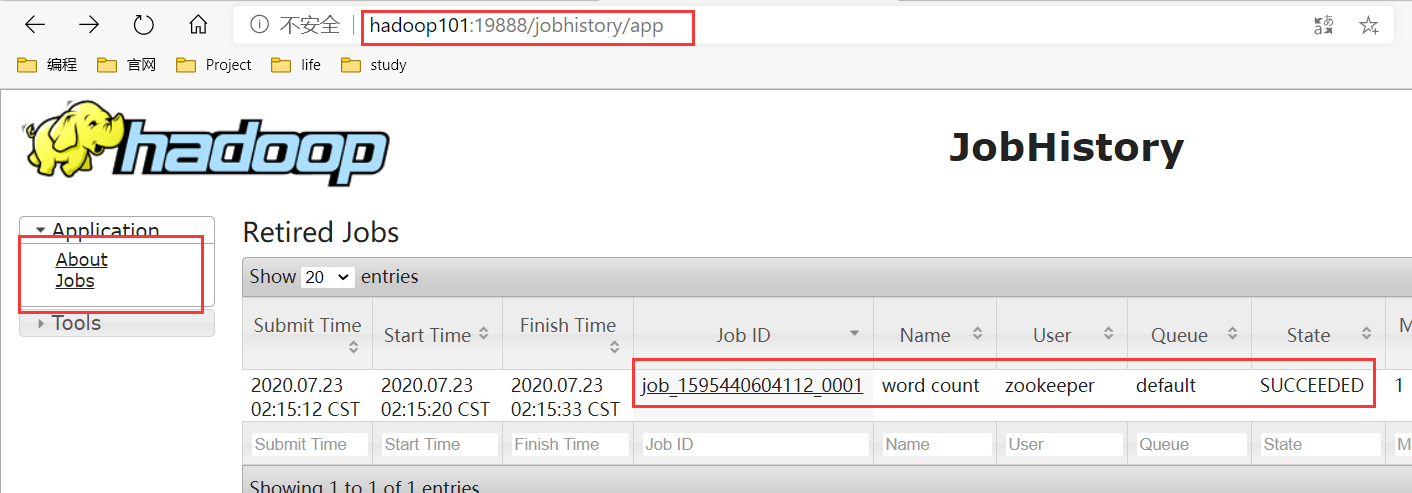 不安全 hadoop101:19888/jobhistory/app
编程 官网 Project life study
hadoop JobHistory
Application
About
Jobs
Tools
Retired Jobs
Show 20 entries
Submit Time Start Time Finish Time Job ID Name User Queue State M
2020.07.23 2020.07.23 2020.07.23 job_1595440604112_0001 word count zookeeper default SUCCEEDED 1
02:15:12 CST 02:15:20 CST 02:15:33 CST
Submit Time Start Time Finish Time Job ID Name User Queue State M
Showing 1 to 1 of 1 entries